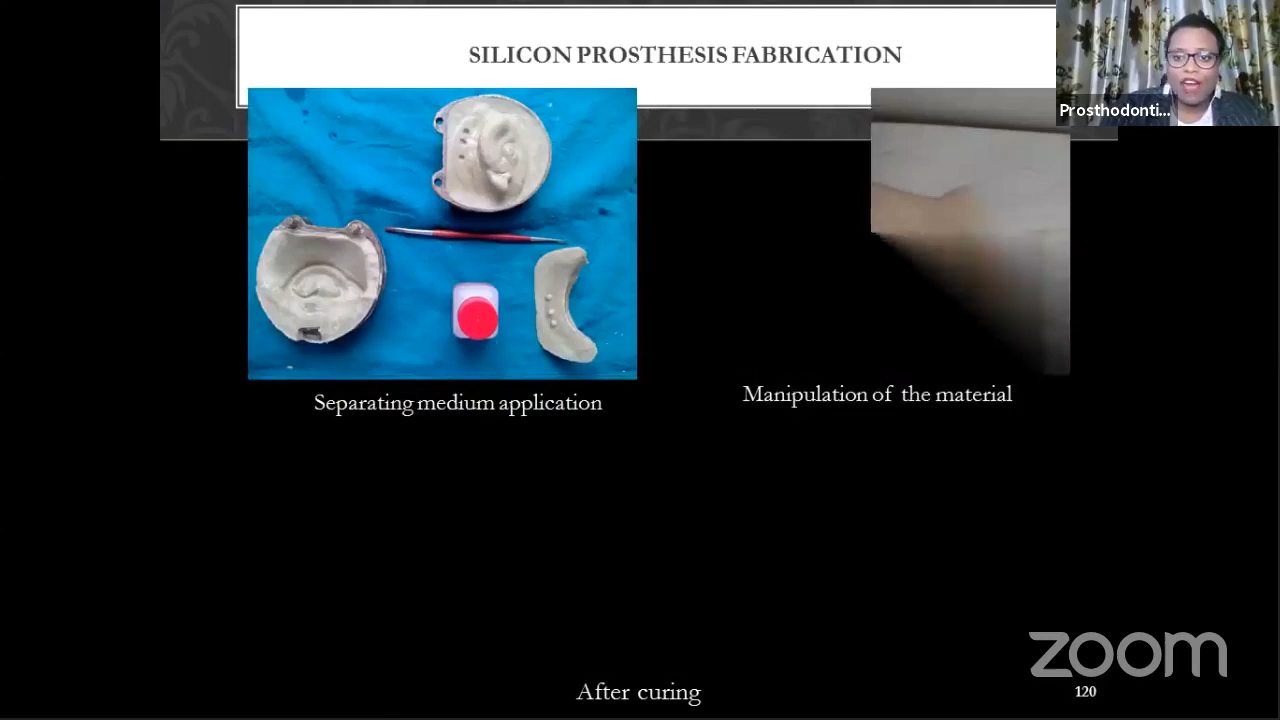 SILICON PROSTHESIS FABRICATION
Prosthodonti...
Separating medium application
Manipulation of the material
After curing
zoom
120